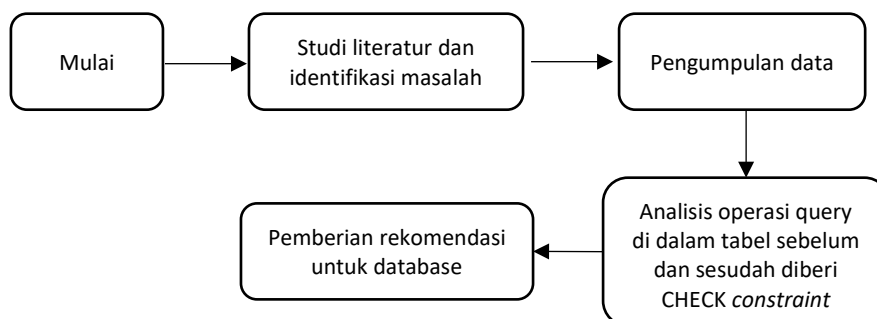 Mulai
Studi literatur dan
identifikasi masalah
Pengumpulan data
Analisis operasi query
di dalam tabel sebelum
dan sesudah diberi
CHECK constraint
Pemberian rekomendasi
untuk database